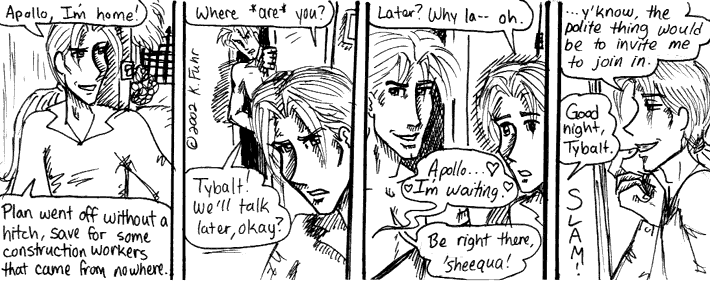 Apollo, I'm home!
Plan went off without a
hitch, save for some
construction workers
that came from nowhere.
Where *are* you?
© 2002 K. Fuhr
Tybalt!
We'll talk
later, okay?
Later? Why la-- oh.
Apollo...♡
♡ I'm waiting. ♡
Be right there,
'sheequa!
...y'know, the
polite thing would
be to invite me
to join in.
Good
night,
Tybalt.
SLAM!